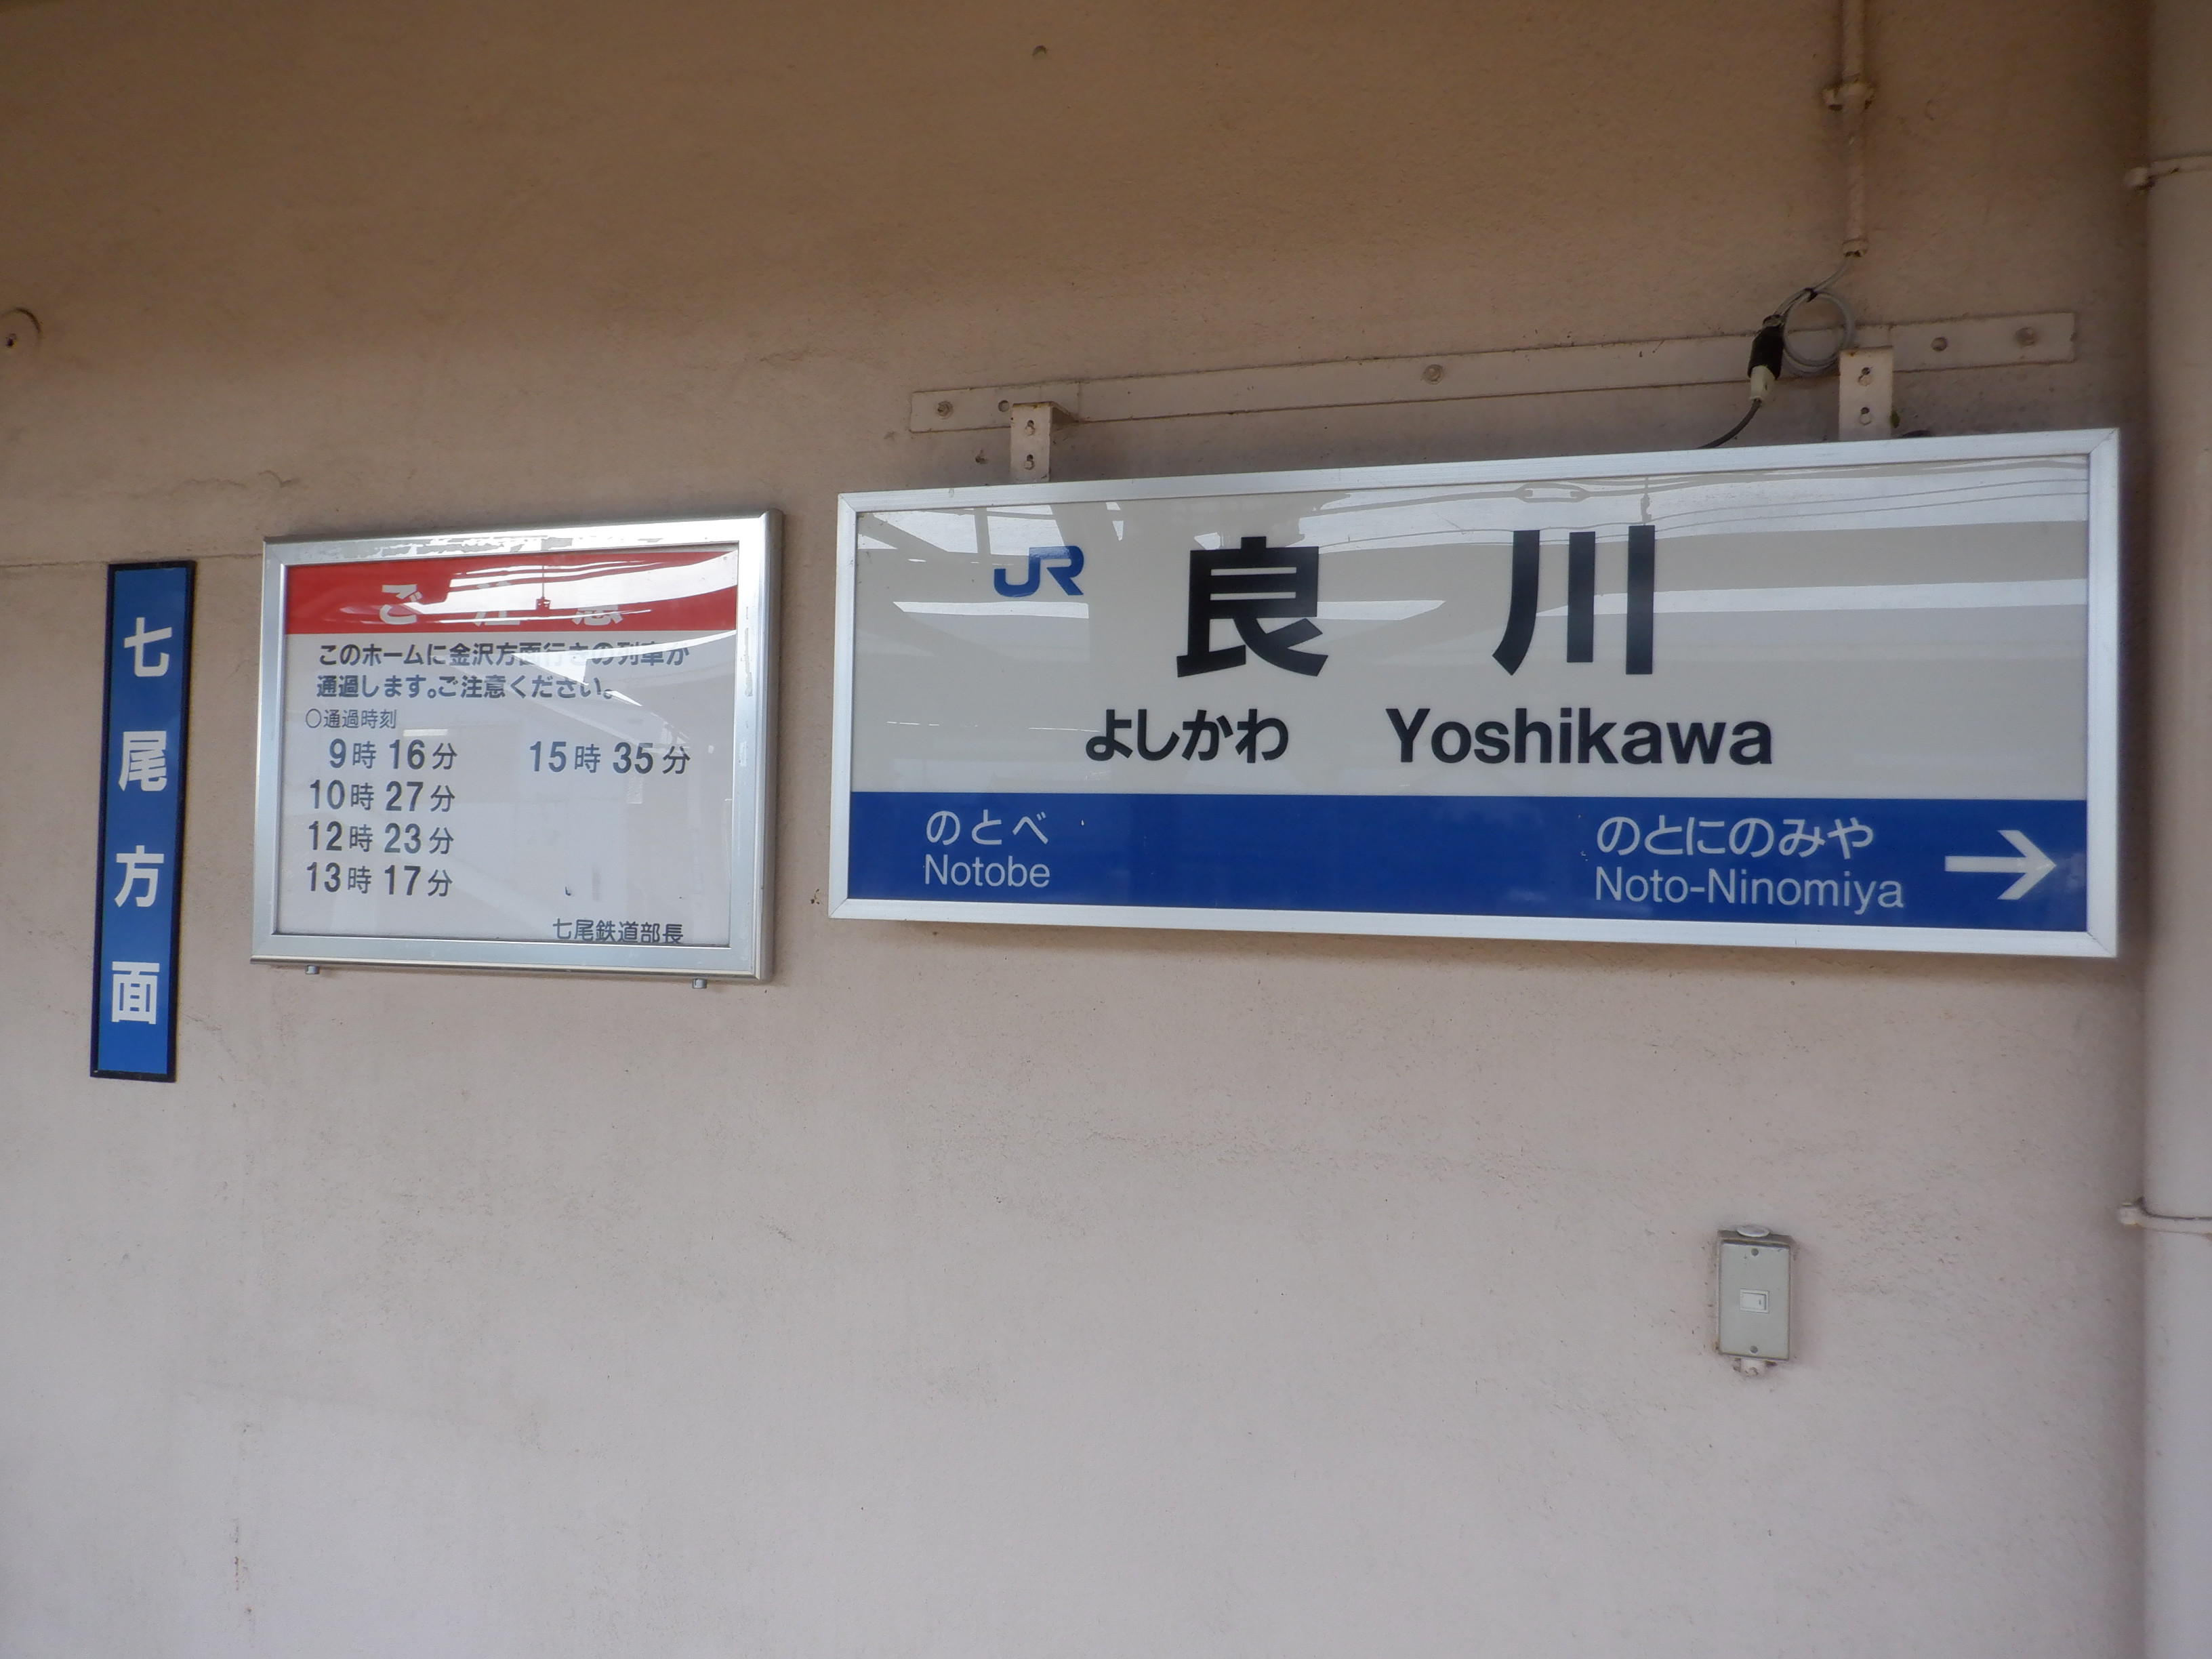 七尾方面
ご注意
このホームに金沢方面行きの列車が
通過します。ご注意ください。
○通過時刻
9時16分 15時35分
10時27分
12時23分
13時17分
七尾鉄道部長
JR 良川
よしかわ Yoshikawa
のとべ のとにのみや →
Notobe Noto-Ninomiya